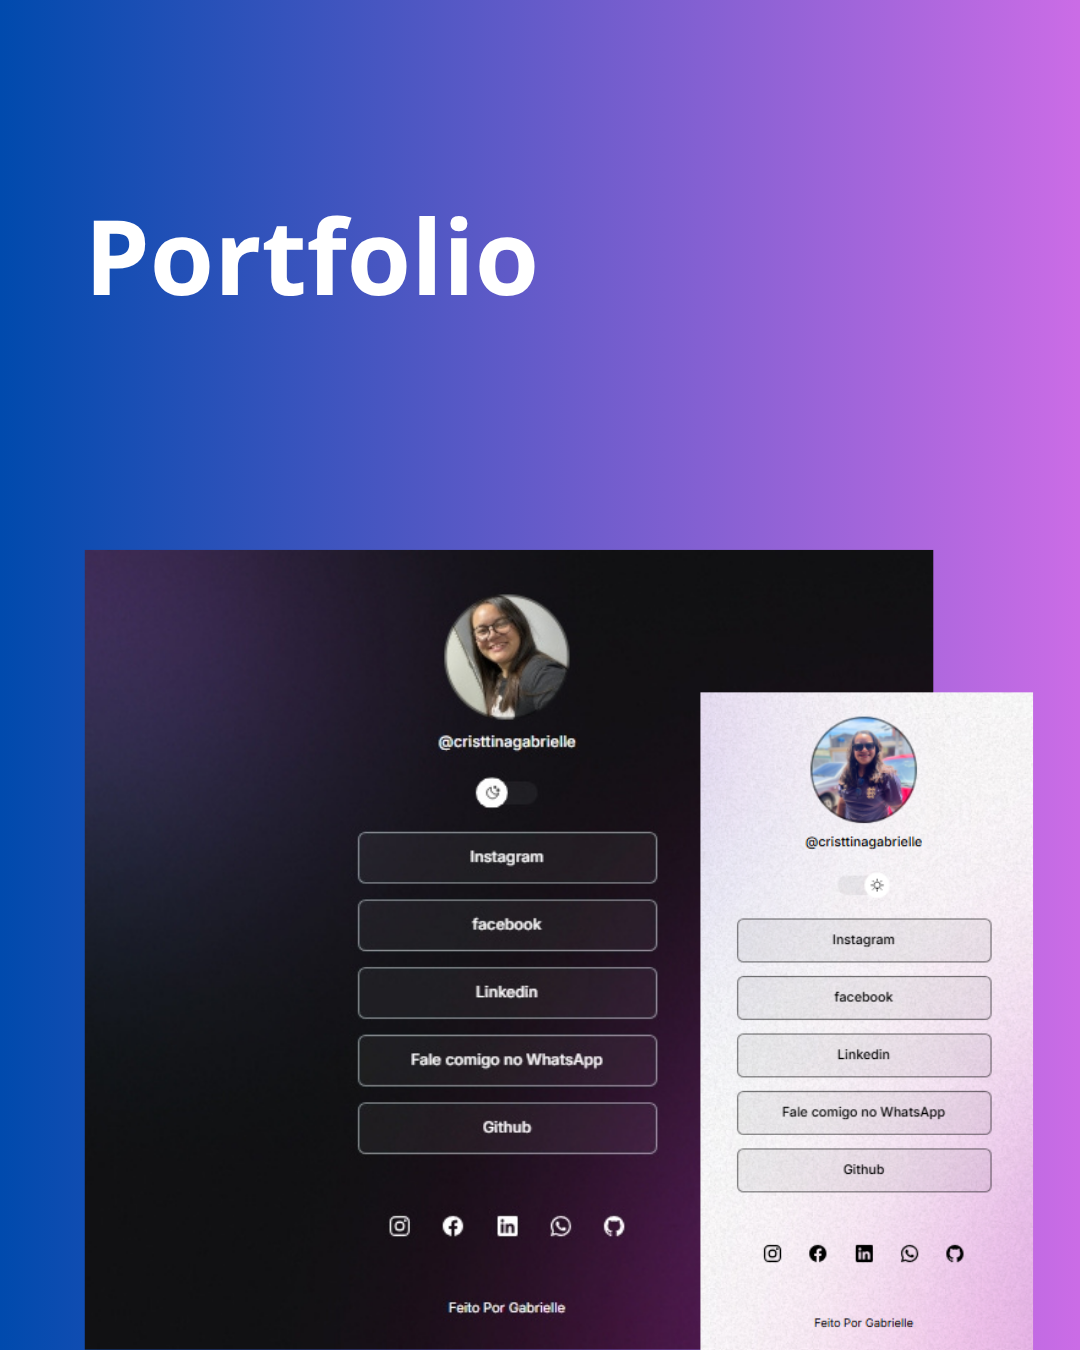 Portfolio
@cristtinagabrielle
Instagram
facebook
Linkedin
Fale comigo no WhatsApp
Github
Feito Por Gabrielle
@cristtinagabrielle
Instagram
facebook
Linkedin
Fale comigo no WhatsApp
Github
Feito Por Gabrielle